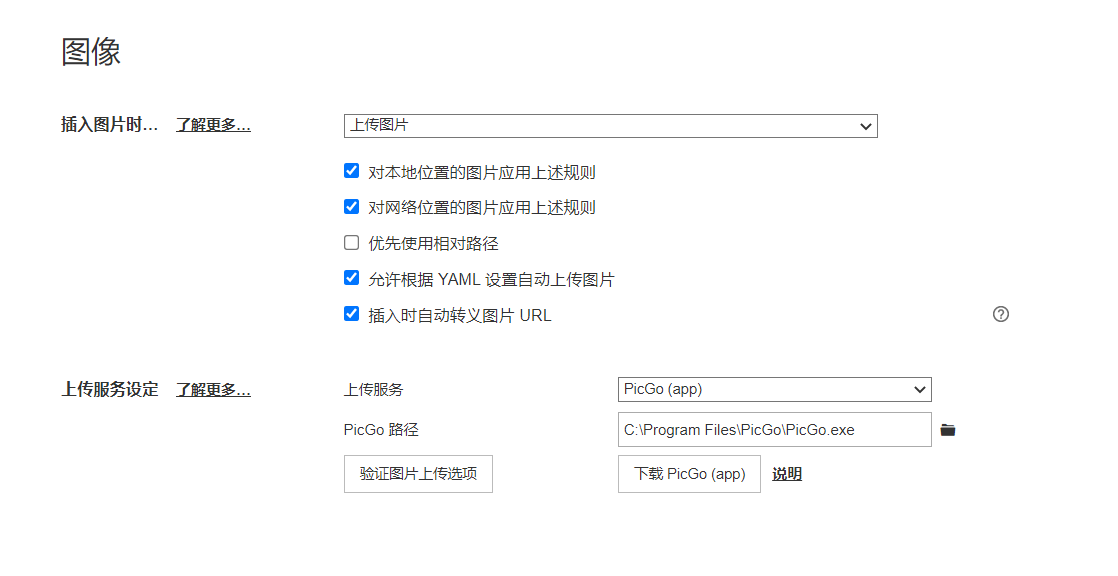 图像
插入图片时... 了解更多... 上传图片
对本地位置的图片应用上述规则
对网络位置的图片应用上述规则
优先使用相对路径
允许根据 YAML 设置自动上传图片
插入时自动转义图片 URL
上传服务设定 了解更多... 上传服务 PicGo (app)
PicGo 路径 C:\Program Files\PicGo\PicGo.exe
验证图片上传选项 下载 PicGo (app) 说明